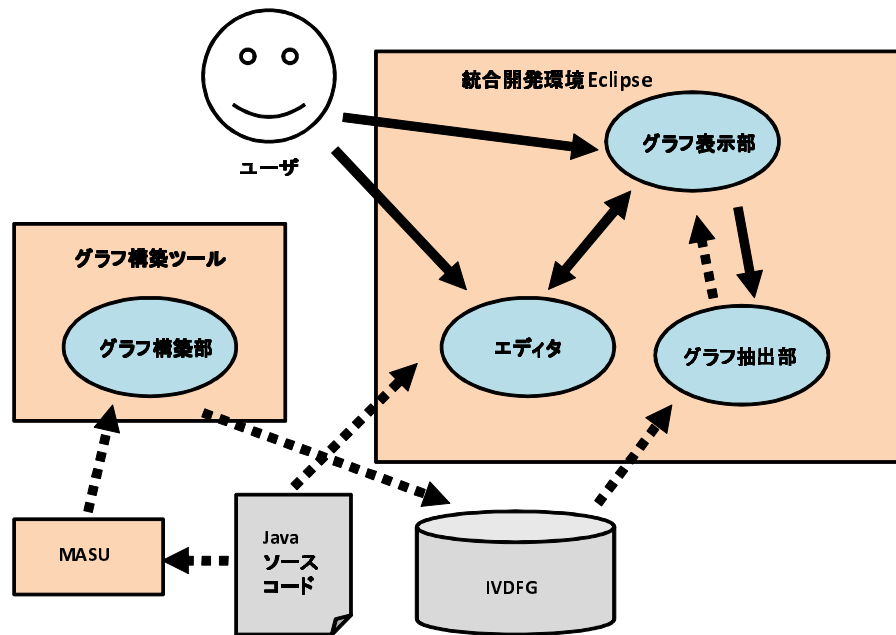 統合開発環境Eclipse
グラフ表示部
ユーザ
グラフ構築ツール
グラフ構築部
エディタ
グラフ抽出部
MASU
Java
ソース
コード
IVDFG